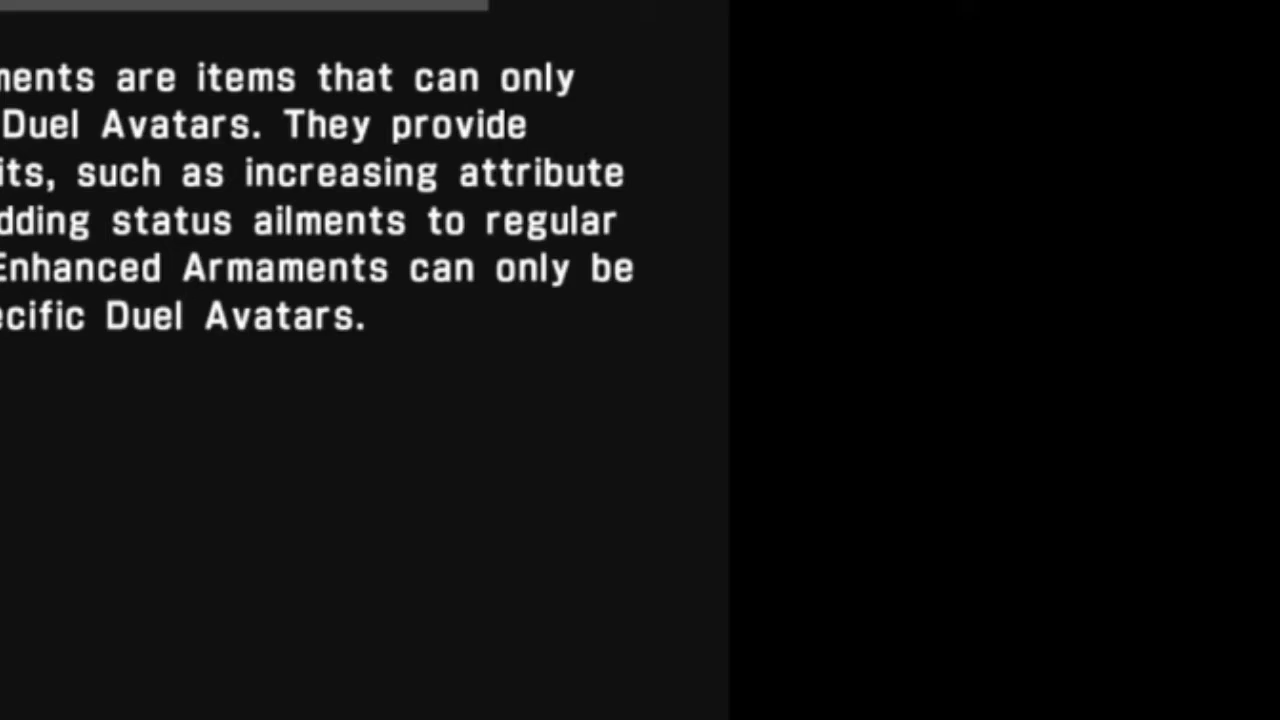 ments are items that can only
Duel Avatars. They provide
its, such as increasing attribute
dding status ailments to regular
Enhanced Armaments can only be
ecific Duel Avatars.